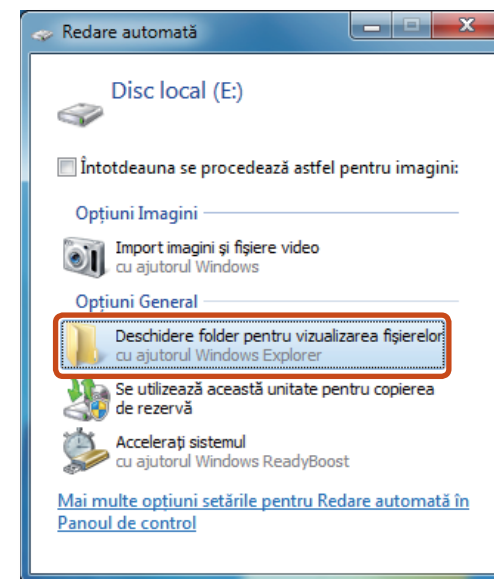 Redare automată
Disc local (E:)
Întotdeauna se procedează astfel pentru imagini:
Opțiuni Imagini
Import imagini și fișiere video
cu ajutorul Windows
Opțiuni General
Deschidere folder pentru vizualizarea fișierelor
cu ajutorul Windows Explorer
Se utilizează această unitate pentru copierea
de rezervă
Accelerați sistemul
cu ajutorul Windows ReadyBoost
Mai multe opțiuni setările pentru Redare automată în
Panoul de control